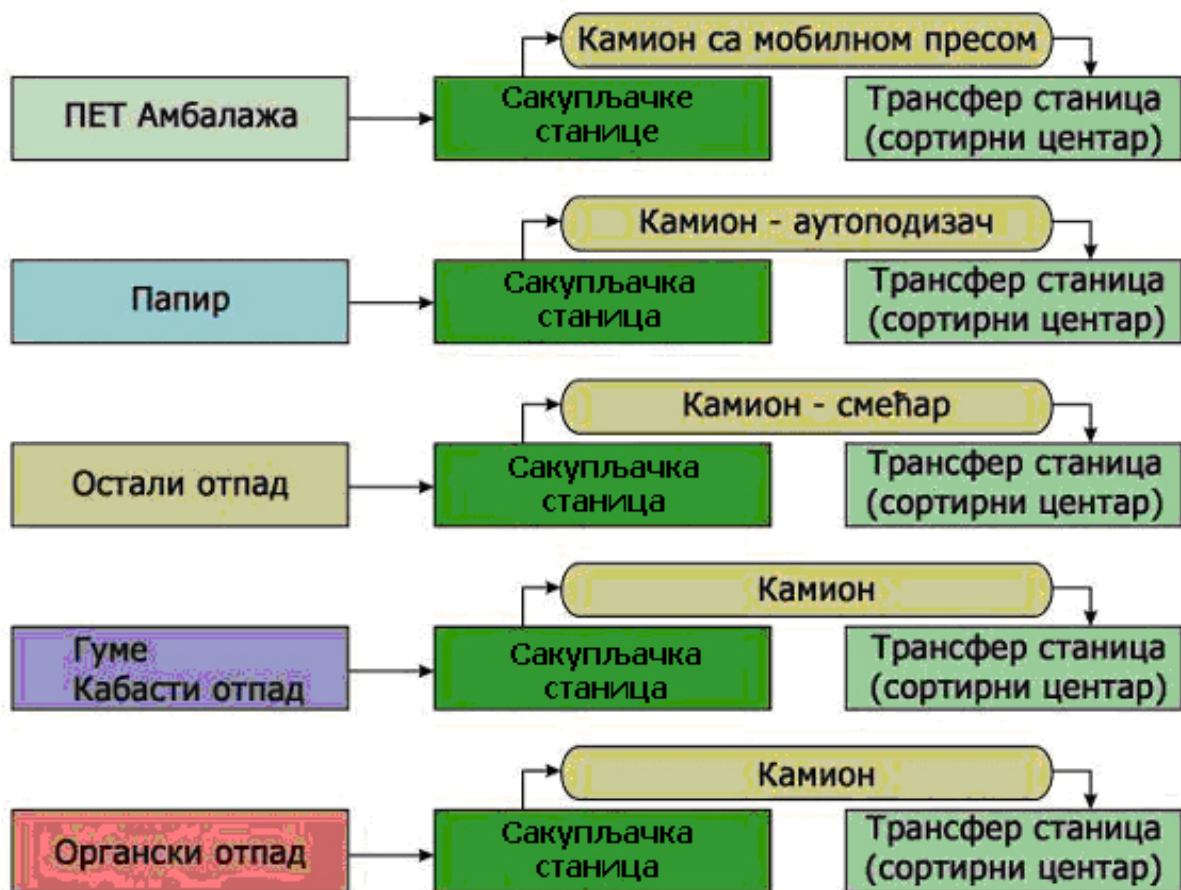 Камион са мобилном пресом
ПЕТ Амбалажа
Сакупљачке
станице
Трансфер станица
(сортирни центар)
Камион - аутоподизач
Папир
Сакупљачка
станица
Трансфер станица
(сортирни центар)
Камион - смећар
Остали отпад
Сакупљачка
станица
Трансфер станица
(сортирни центар)
Камион
Гуме
Кабасти отпад
Сакупљачка
станица
Трансфер станица
(сортирни центар)
Камион
Органски отпад
Сакупљачка
станица
Трансфер станица
(сортирни центар)